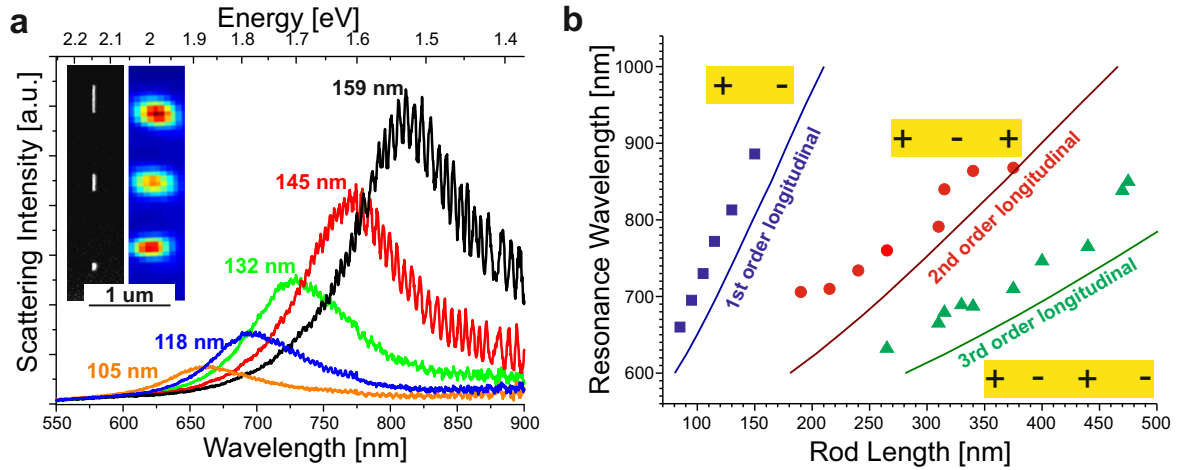 a
Energy [eV]
2.2 2.1 2 1.9 1.8 1.7 1.6 1.5 1.4
Scattering Intensity [a.u.]
159 nm
145 nm
132 nm
118 nm
105 nm
1 um
550 600 650 700 750 800 850 900
Wavelength [nm]
b
Resonance Wavelength [nm]
1000
900
800
700
600
+ -
+ - +
+ - + -
1st order longitudinal
2nd order longitudinal
3rd order longitudinal
100 150 200 250 300 350 400 450 500
Rod Length [nm]